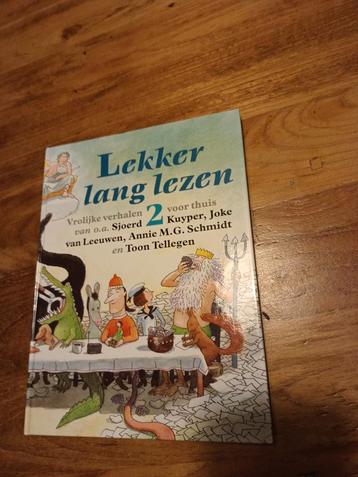 Lekker
lang lezen
Vrolijke verhalen 2 voor thuis
van o.a. Sjoerd Kuyper, Joke
van Leeuwen, Annie M.G. Schmidt
en Toon Tellegen